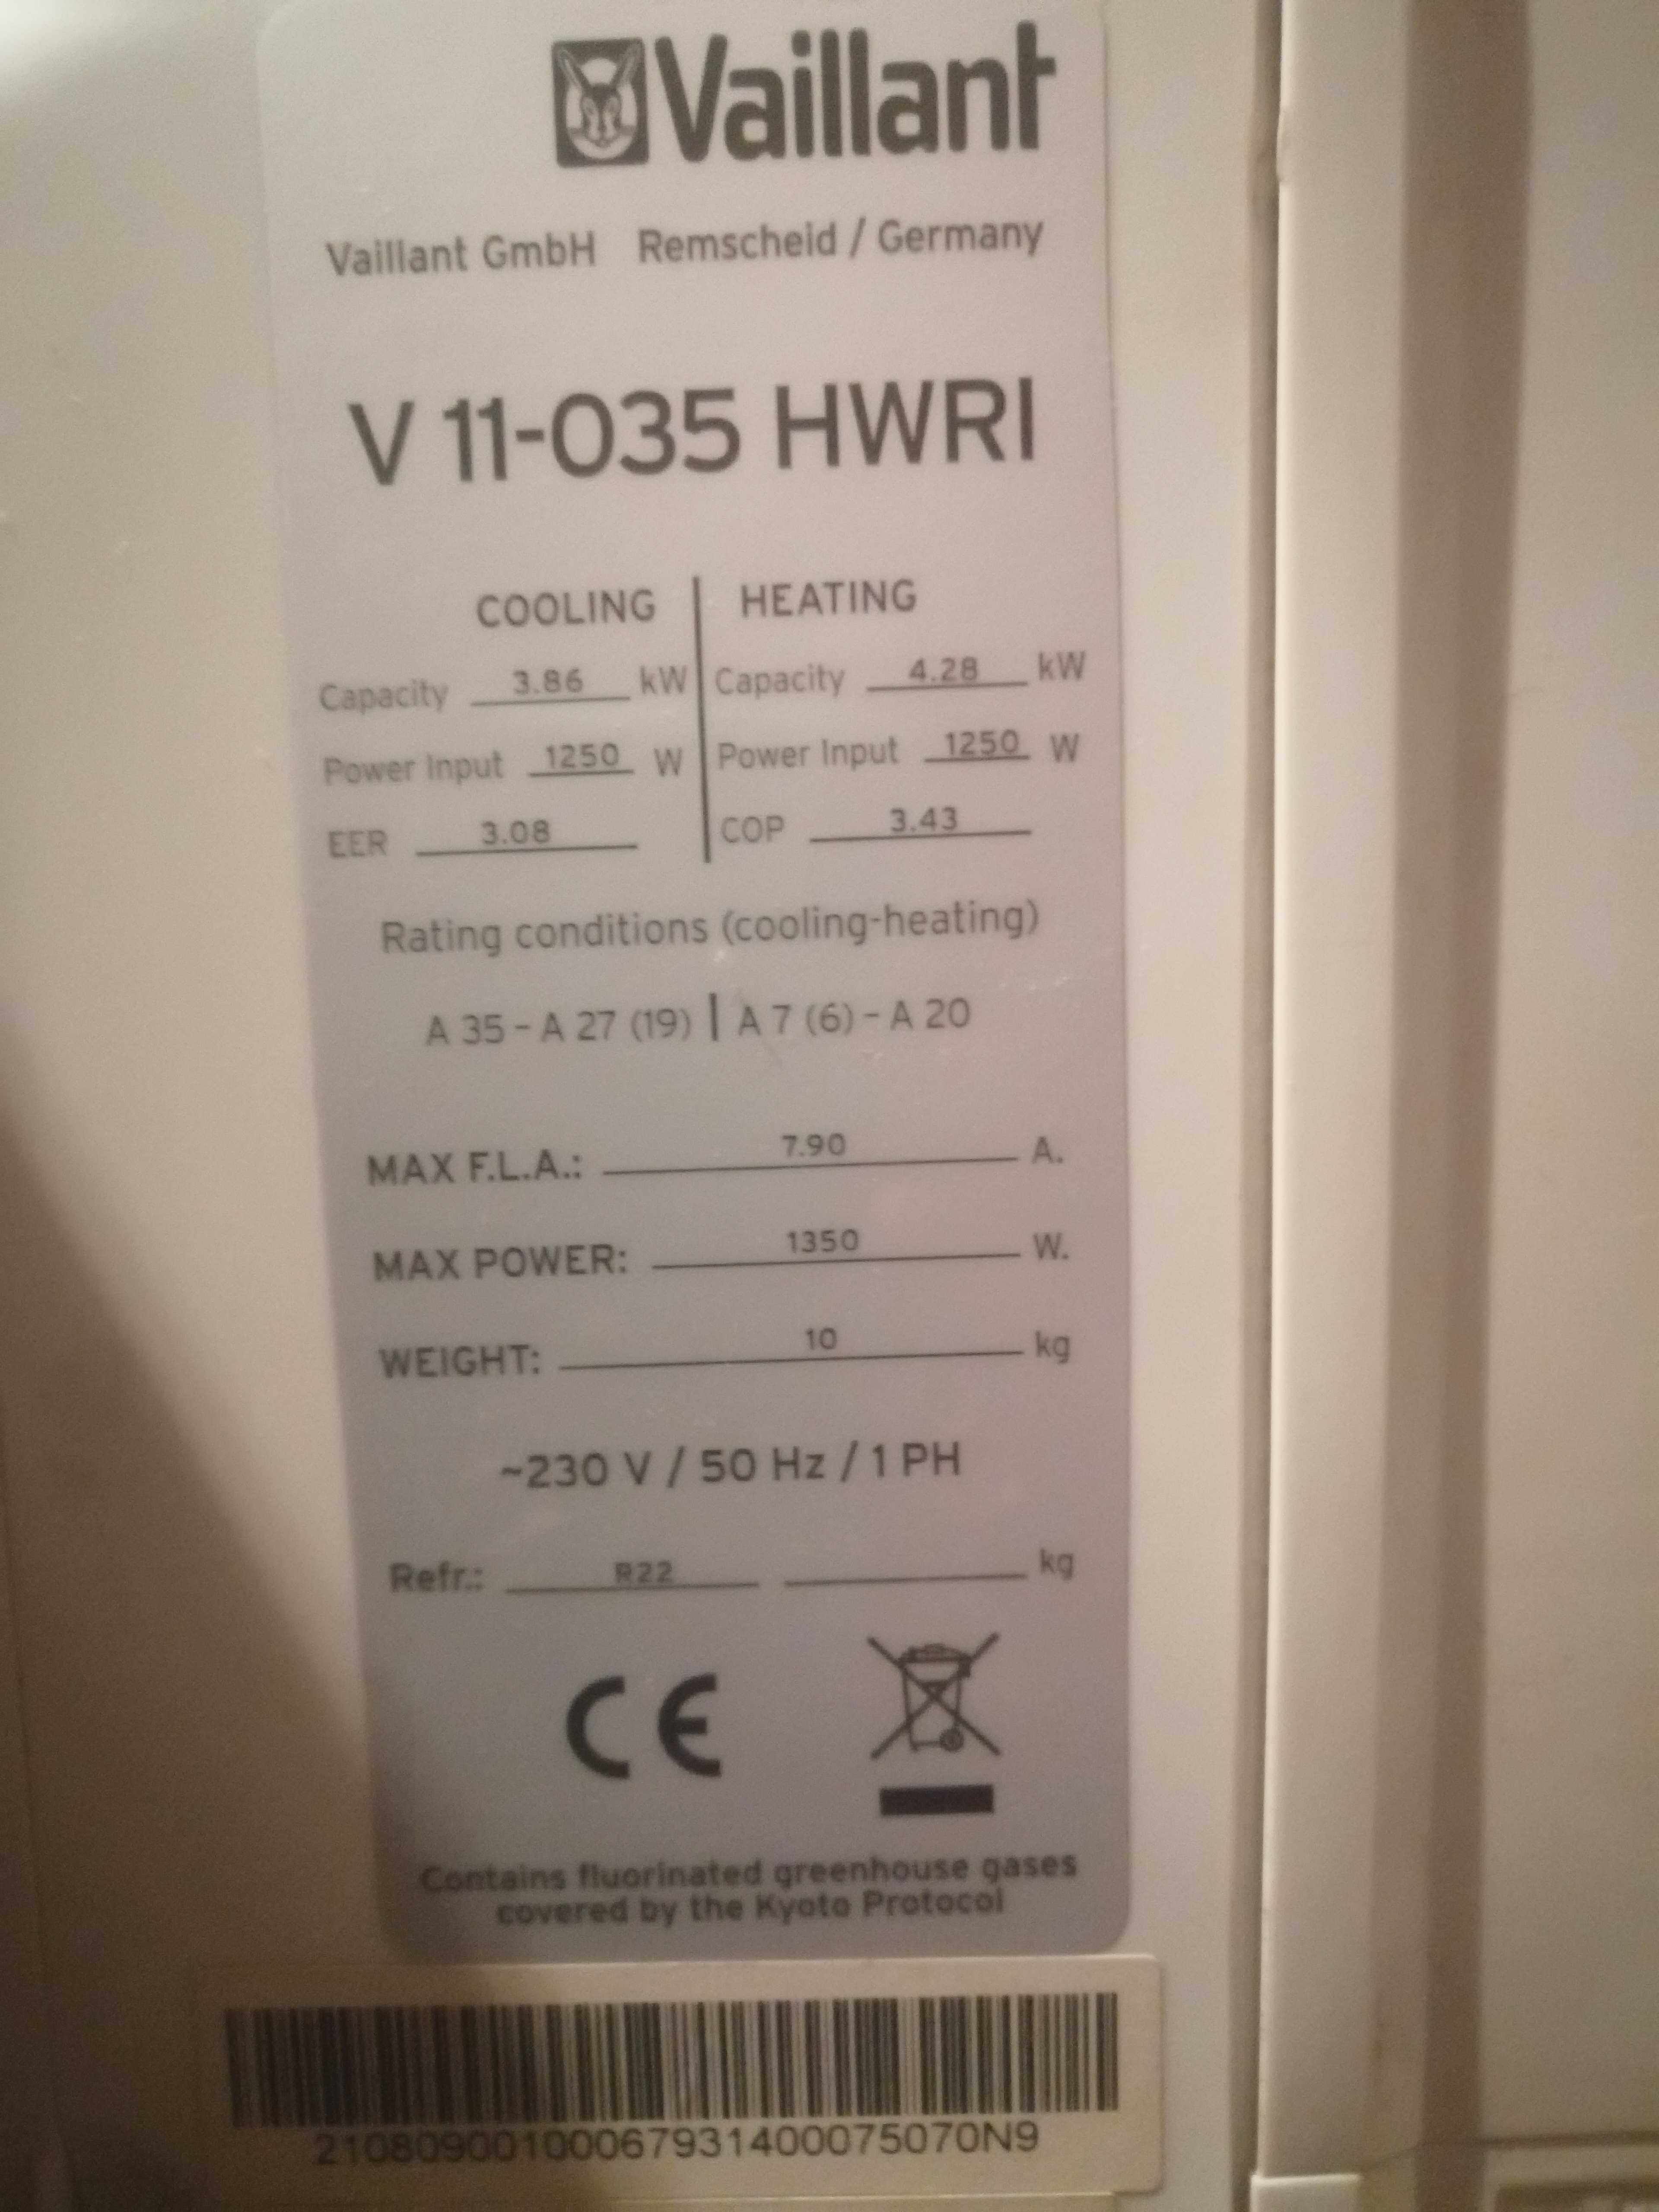 Vaillant
Vaillant GmbH Remscheid / Germany
V 11-035 HWRI
COOLING | HEATING
Capacity 3.86 kW | Capacity 4.28 kW
Power Input 1250 W | Power Input 1250 W
EER 3.08 | COP 3.43
Rating conditions (cooling-heating)
A 35 - A 27 (19) | A 7 (6) - A 20
MAX F.L.A.: 7.90 A.
MAX POWER: 1350 W.
WEIGHT: 10 kg
~230 V / 50 Hz / 1 PH
Refr.: R22 kg
CE
Contains fluorinated greenhouse gases
covered by the Kyoto Protocol
21080900100067931400075070N9